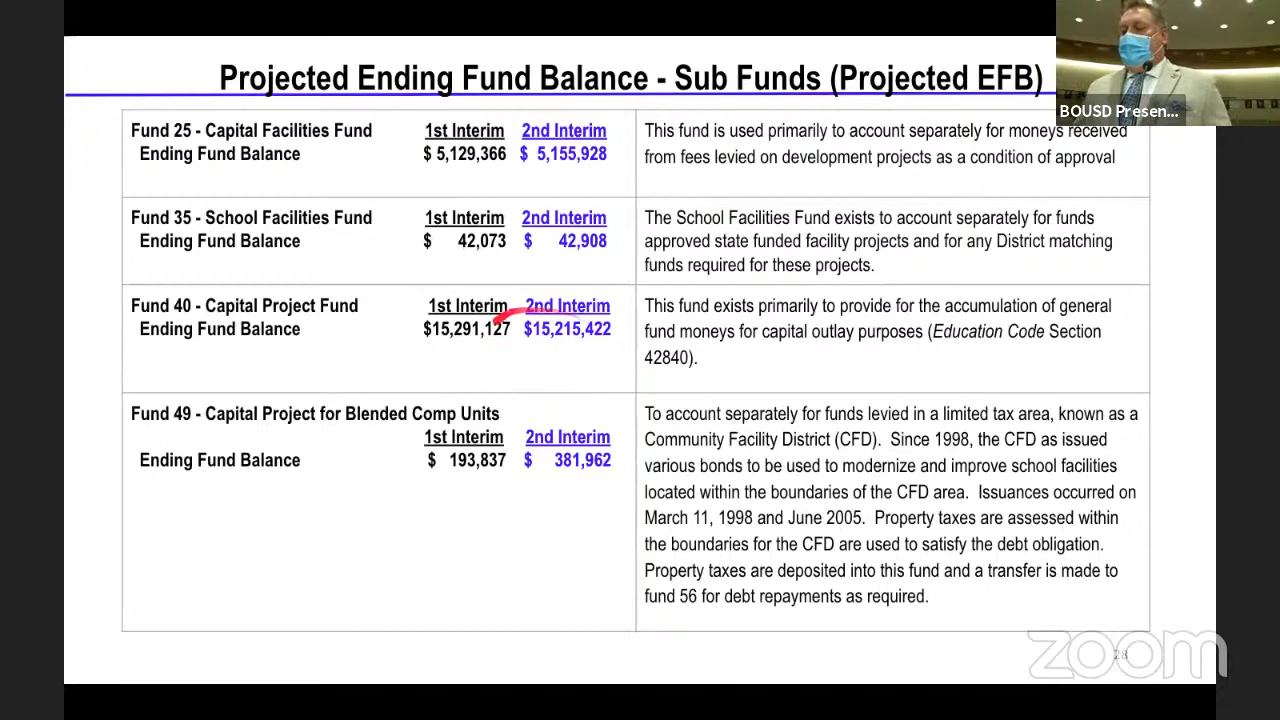 Projected Ending Fund Balance - Sub Funds (Projected EFB)
BOUSD Presen...
Fund 25 - Capital Facilities Fund 1st Interim 2nd Interim
Ending Fund Balance $ 5,129,366 $ 5,155,928
This fund is used primarily to account separately for moneys received
from fees levied on development projects as a condition of approval
Fund 35 - School Facilities Fund 1st Interim 2nd Interim
Ending Fund Balance $ 42,073 $ 42,908
The School Facilities Fund exists to account separately for funds
approved state funded facility projects and for any District matching
funds required for these projects.
Fund 40 - Capital Project Fund 1st Interim 2nd Interim
Ending Fund Balance $15,291,127 $15,215,422
This fund exists primarily to provide for the accumulation of general
fund moneys for capital outlay purposes (Education Code Section
42840).
Fund 49 - Capital Project for Blended Comp Units
1st Interim 2nd Interim
Ending Fund Balance $ 193,837 $ 381,962
To account separately for funds levied in a limited tax area, known as a
Community Facility District (CFD). Since 1998, the CFD as issued
various bonds to be used to modernize and improve school facilities
located within the boundaries of the CFD area. Issuances occurred on
March 11, 1998 and June 2005. Property taxes are assessed within
the boundaries for the CFD are used to satisfy the debt obligation.
Property taxes are deposited into this fund and a transfer is made to
fund 56 for debt repayments as required.
28
zoom